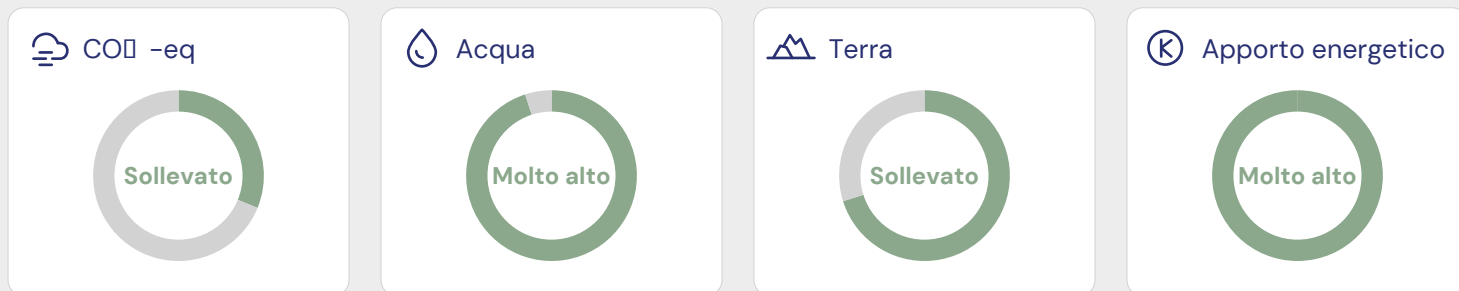 CO▯ -eq
Acqua
Terra
Apporto energetico
Sollevato
Molto alto
Sollevato
Molto alto